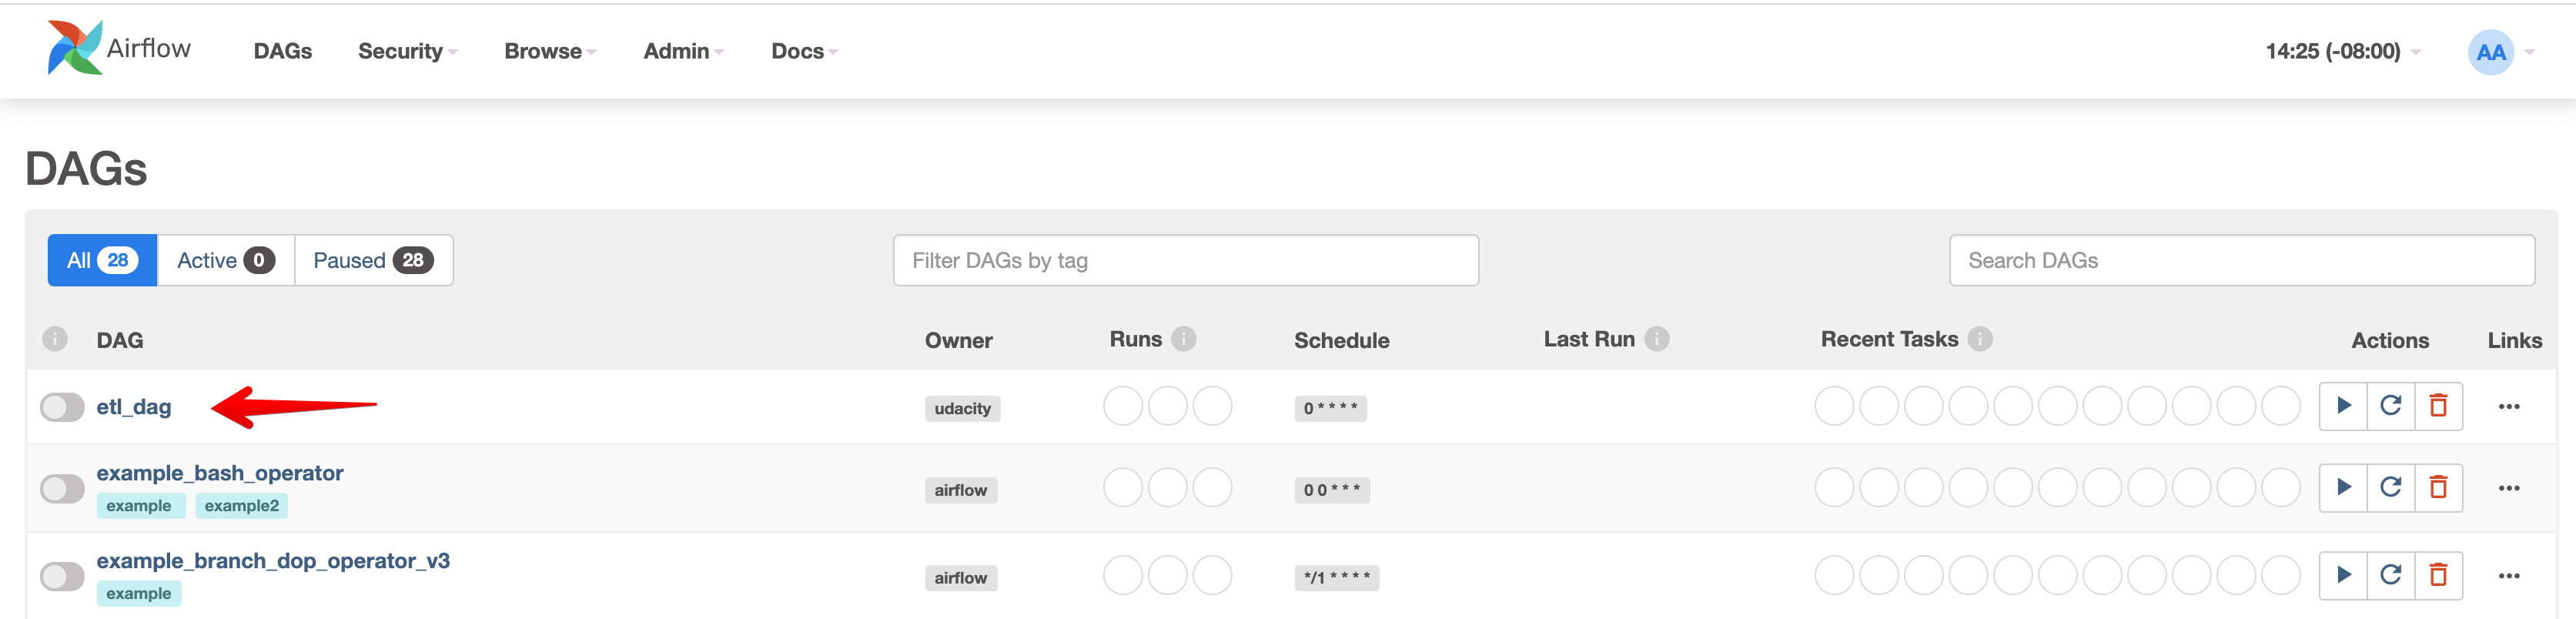 Airflow DAGs Security Browse Admin Docs 14:25 (-08:00) AA
DAGs
All 28 Active 0 Paused 28 Filter DAGs by tag Search DAGs
i DAG Owner Runs i Schedule Last Run i Recent Tasks i Actions Links
etl_dag udacity 0 * * * *
example_bash_operator
example example2 airflow 0 0 * * *
example_branch_dop_operator_v3
example airflow */1 * * * *